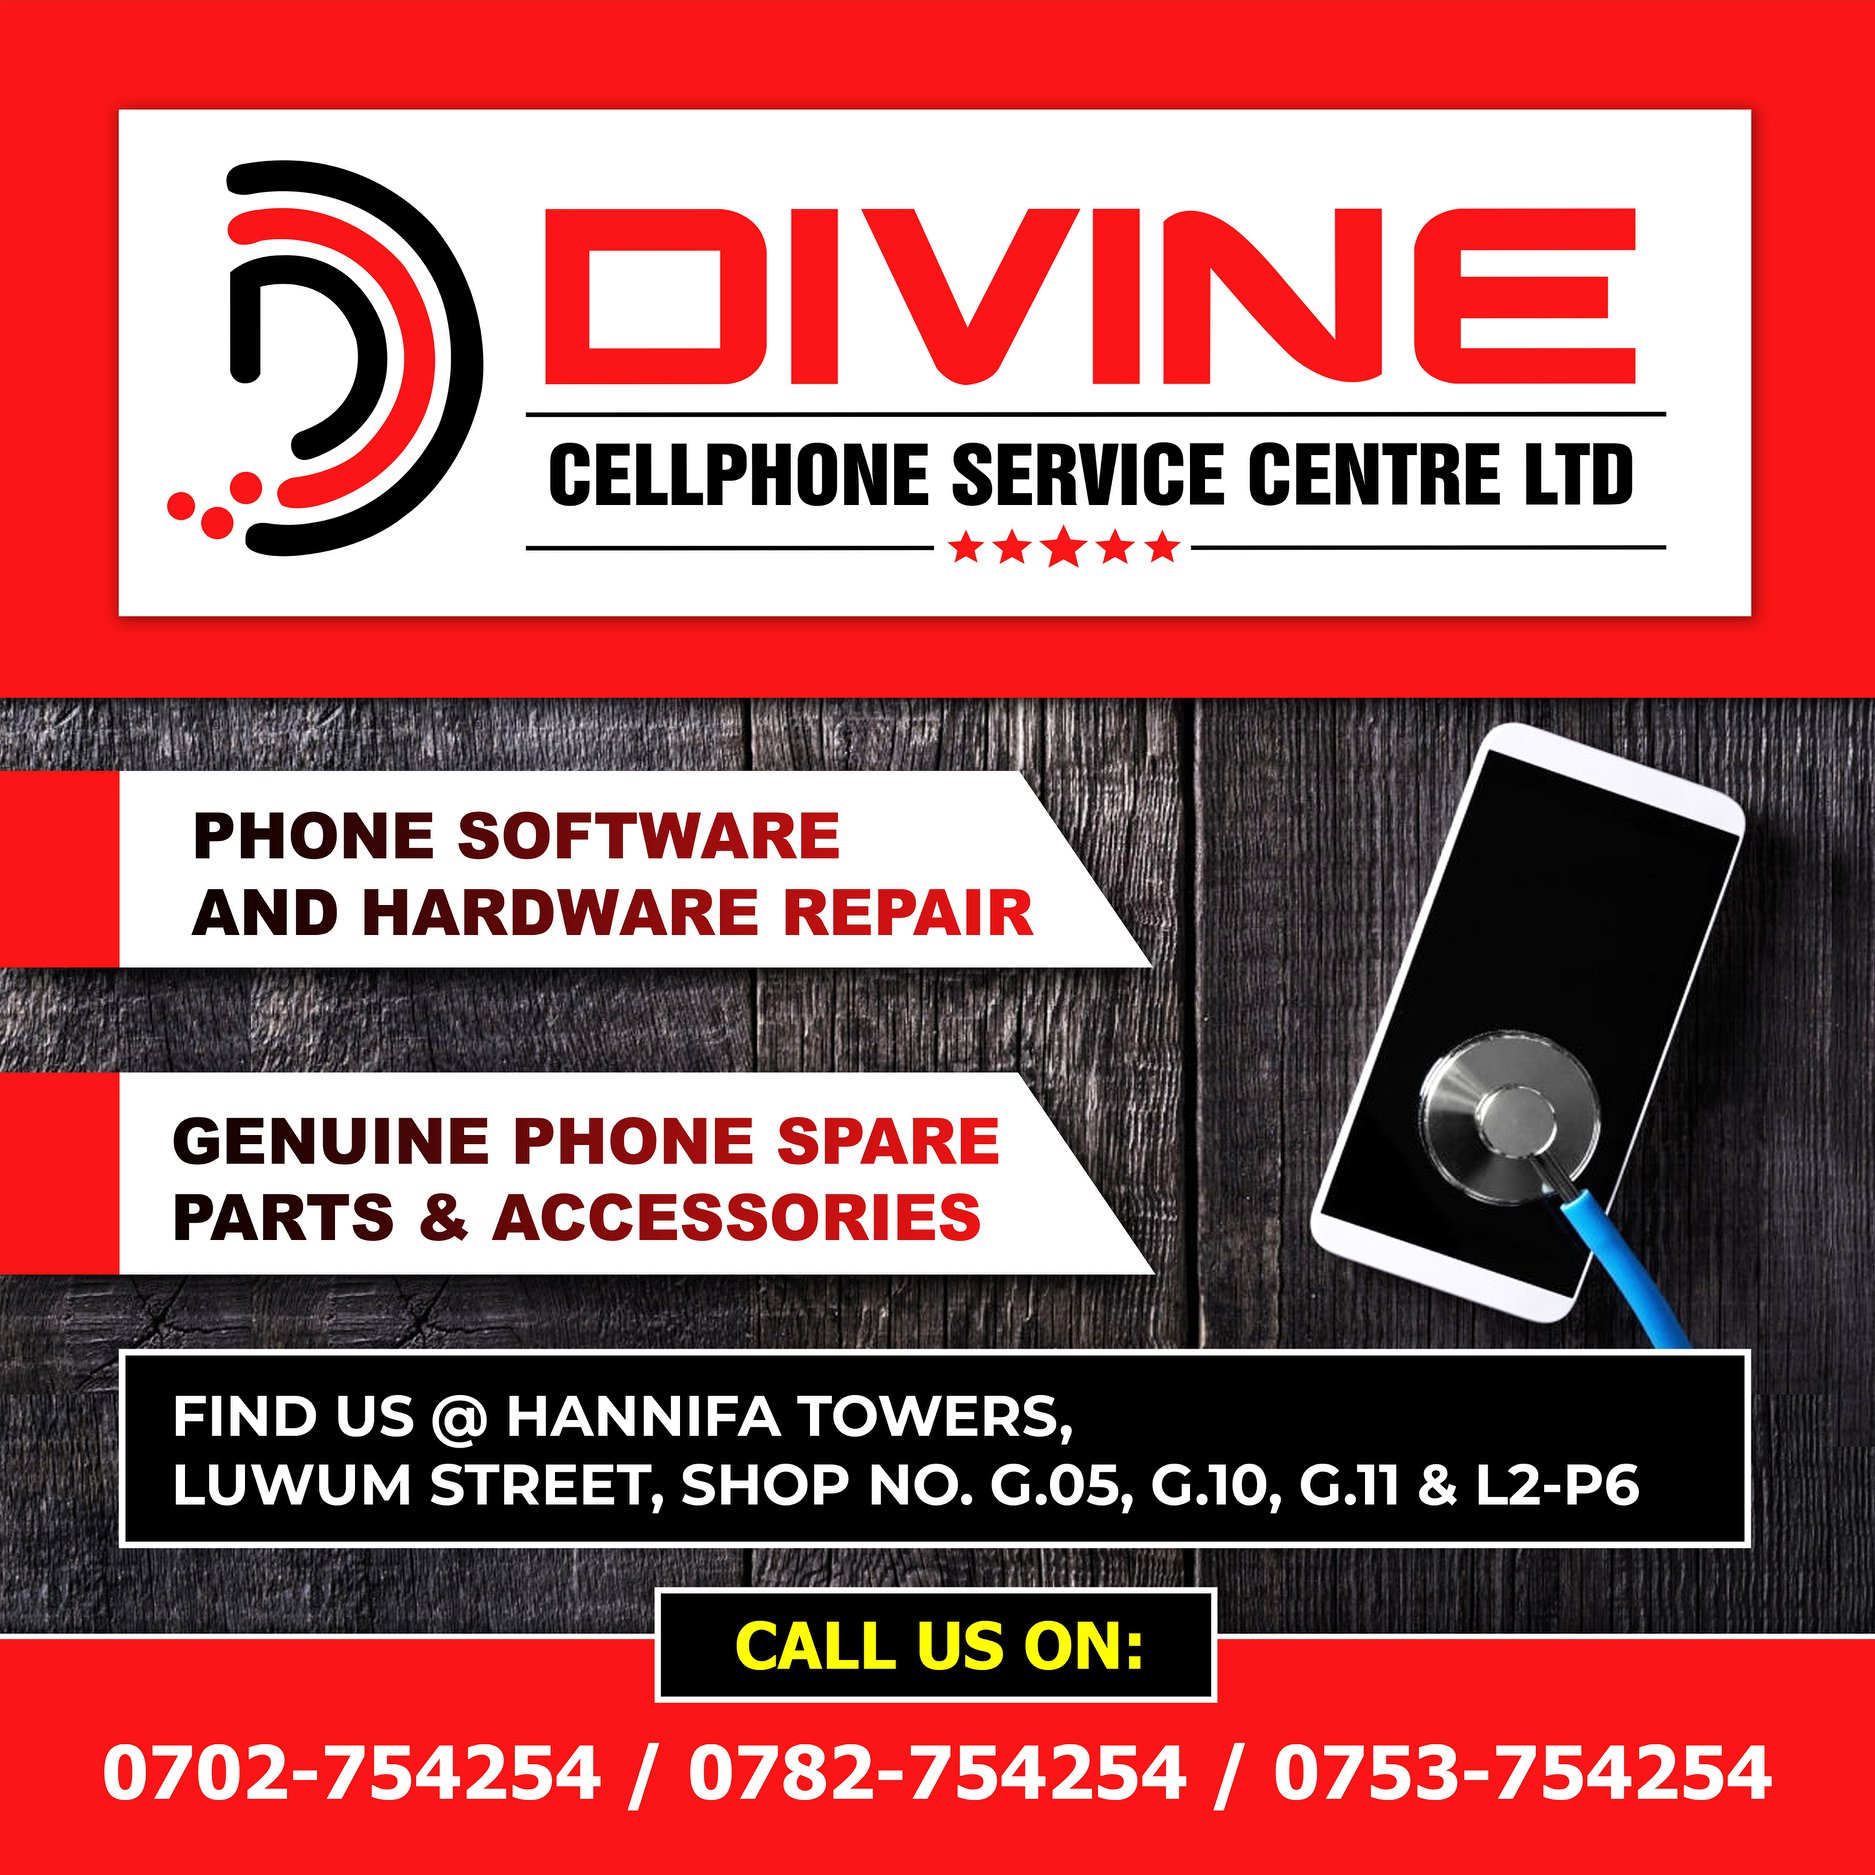 DIVINE
CELLPHONE SERVICE CENTRE LTD
PHONE SOFTWARE
AND HARDWARE REPAIR
GENUINE PHONE SPARE
PARTS & ACCESSORIES
FIND US @ HANNIFA TOWERS,
LUWUM STREET, SHOP NO. G.05, G.10, G.11 & L2-P6
CALL US ON:
0702-754254 / 0782-754254 / 0753-754254